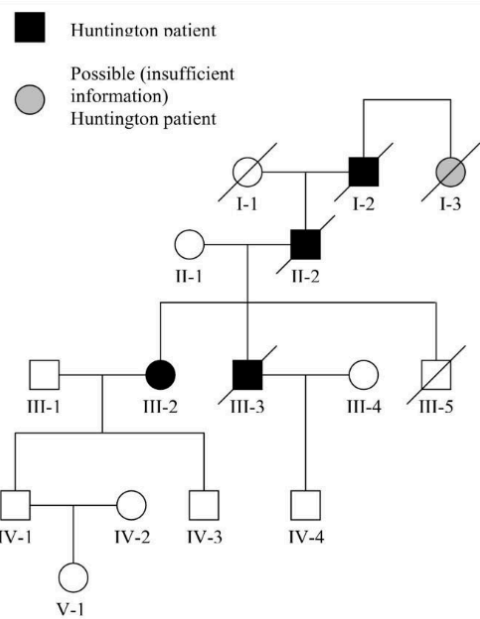 Huntington patient
Possible (insufficient
information)
Huntington patient
I-1
I-2
I-3
II-1
II-2
III-1
III-2
III-3
III-4
III-5
IV-1
IV-2
IV-3
IV-4
V-1